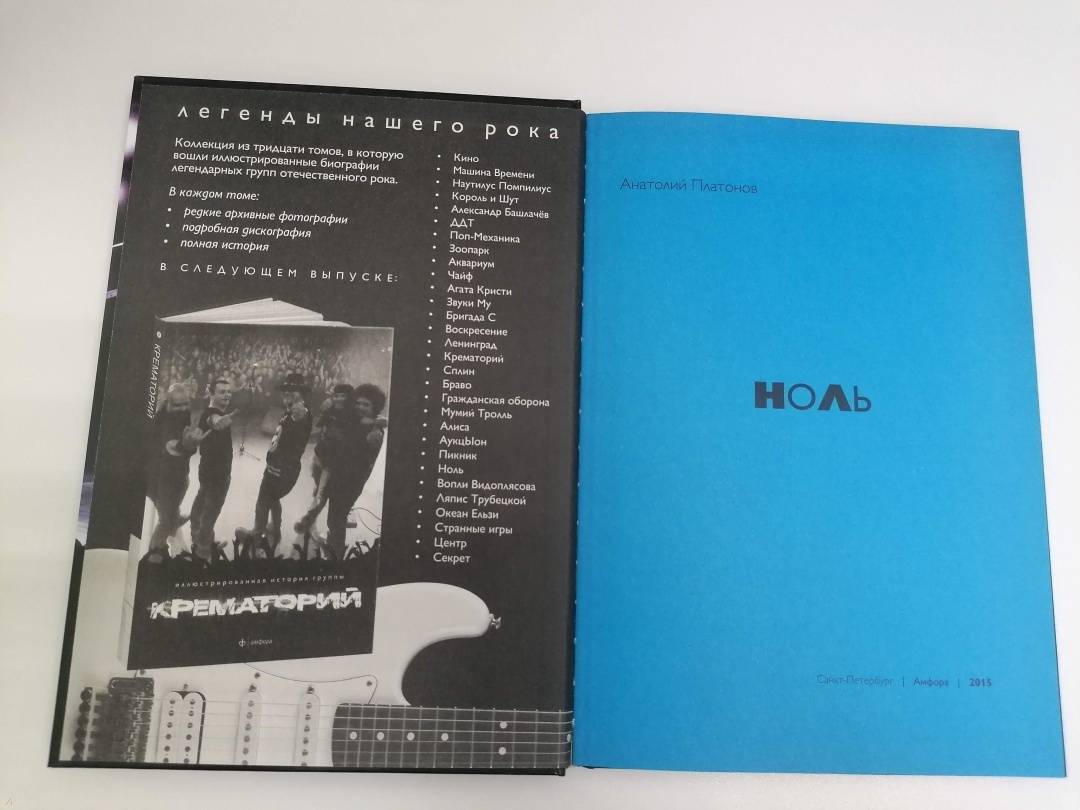 легенды нашего рока
Коллекция из тридцати томов, в которую
вошли иллюстрированные биографии
легендарных групп отечественного рока.
В каждом томе:
• редкие архивные фотографии
• подробная дискография
• полная история
В СЛЕДУЮЩЕМ ВЫПУСКЕ:
КРЕМАТОРИЙ
иллюстрированная история группы
КРЕМАТОРИЙ
ф | амфора
• Кино
• Машина Времени
• Наутилус Помпилиус
• Король и Шут
• Александр Башлачёв
• ДДТ
• Поп-Механика
• Зоопарк
• Аквариум
• Чайф
• Агата Кристи
• Звуки Му
• Бригада С
• Воскресение
• Ленинград
• Крематорий
• Сплин
• Браво
• Гражданская оборона
• Мумий Тролль
• Алиса
• АукцЫон
• Пикник
• Ноль
• Вопли Видоплясова
• Ляпис Трубецкой
• Океан Ельзи
• Странные игры
• Центр
• Секрет
Анатолий Платонов
НОЛЬ
Санкт-Петербург | Амфора | 2015